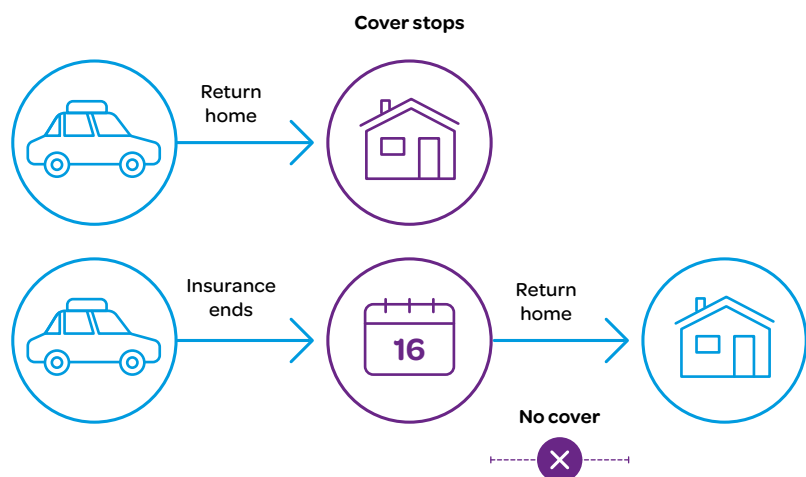 Cover stops
Return
home
Insurance
ends
16
Return
home
No cover